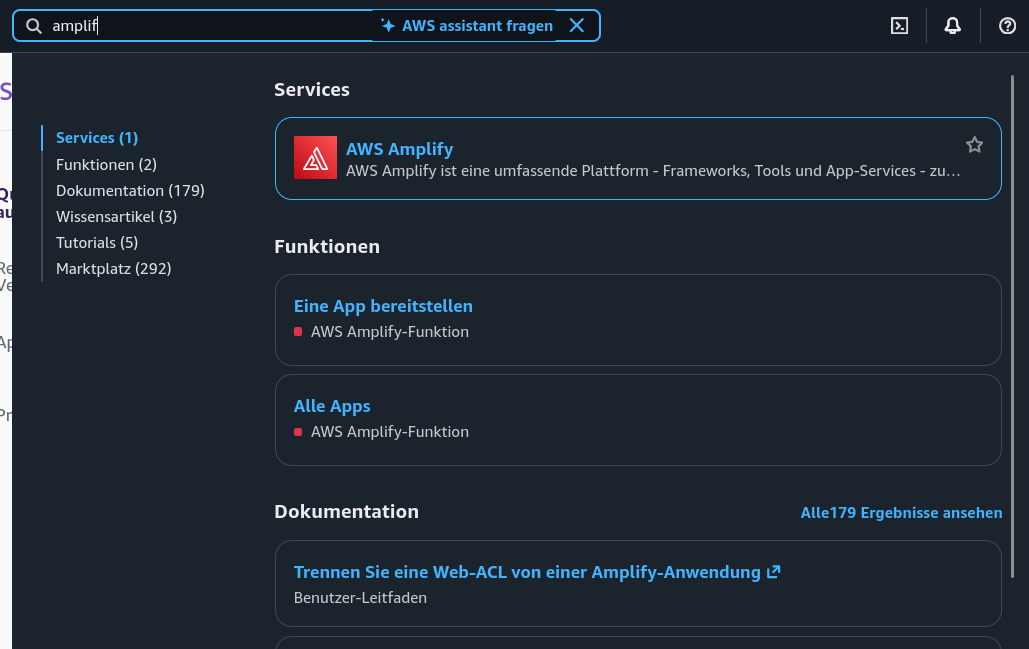 amplif
AWS assistant fragen
Services (1)
Funktionen (2)
Dokumentation (179)
Wissensartikel (3)
Tutorials (5)
Marktplatz (292)
Services
AWS Amplify
AWS Amplify ist eine umfassende Plattform - Frameworks, Tools und App-Services - zu…
Funktionen
Eine App bereitstellen
AWS Amplify-Funktion
Alle Apps
AWS Amplify-Funktion
Dokumentation
Alle179 Ergebnisse ansehen
Trennen Sie eine Web-ACL von einer Amplify-Anwendung
Benutzer-Leitfaden